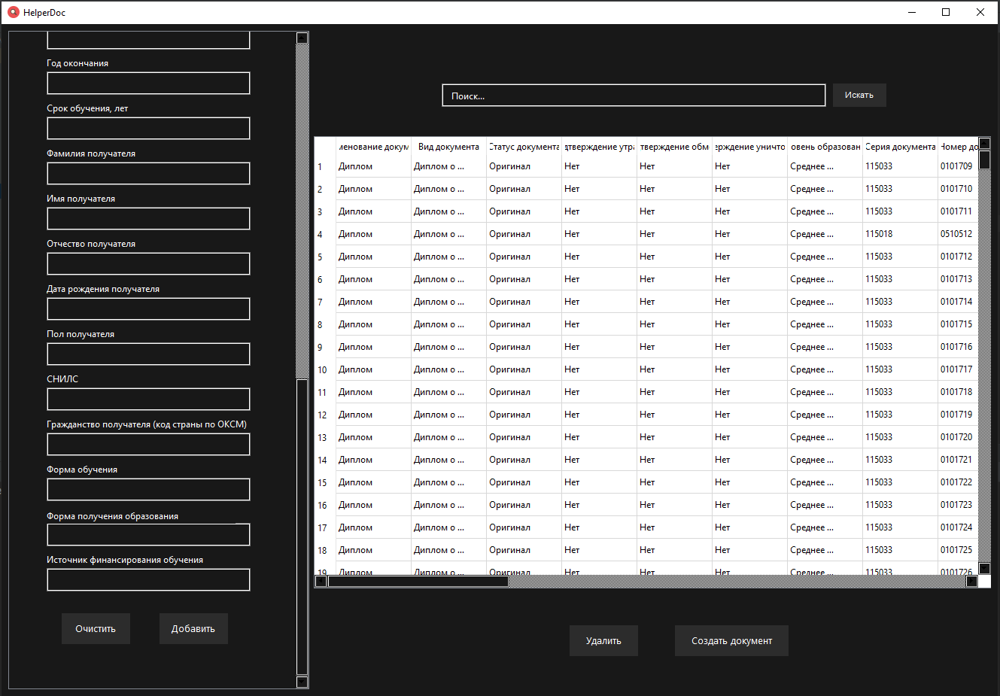 HelperDoc
Год окончания
Срок обучения, лет
Фамилия получателя
Имя получателя
Отчество получателя
Дата рождения получателя
Пол получателя
СНИЛС
Гражданство получателя (код страны по ОКСМ)
Форма обучения
Форма получения образования
Источник финансирования обучения
Очистить Добавить
Поиск... Искать
именование докум Вид документа Статус документа дтверждение утра тверждение обм ерждение уничто овень образован Серия документа Номер до
1 Диплом Диплом о ... Оригинал Нет Нет Нет Среднее ... 115033 0101709
2 Диплом Диплом о ... Оригинал Нет Нет Нет Среднее ... 115033 0101710
3 Диплом Диплом о ... Оригинал Нет Нет Нет Среднее ... 115033 0101711
4 Диплом Диплом о ... Оригинал Нет Нет Нет Среднее ... 115018 0510512
5 Диплом Диплом о ... Оригинал Нет Нет Нет Среднее ... 115033 0101712
6 Диплом Диплом о ... Оригинал Нет Нет Нет Среднее ... 115033 0101713
7 Диплом Диплом о ... Оригинал Нет Нет Нет Среднее ... 115033 0101714
8 Диплом Диплом о ... Оригинал Нет Нет Нет Среднее ... 115033 0101715
9 Диплом Диплом о ... Оригинал Нет Нет Нет Среднее ... 115033 0101716
10 Диплом Диплом о ... Оригинал Нет Нет Нет Среднее ... 115033 0101717
11 Диплом Диплом о ... Оригинал Нет Нет Нет Среднее ... 115033 0101718
12 Диплом Диплом о ... Оригинал Нет Нет Нет Среднее ... 115033 0101719
13 Диплом Диплом о ... Оригинал Нет Нет Нет Среднее ... 115033 0101720
14 Диплом Диплом о ... Оригинал Нет Нет Нет Среднее ... 115033 0101721
15 Диплом Диплом о ... Оригинал Нет Нет Нет Среднее ... 115033 0101722
16 Диплом Диплом о ... Оригинал Нет Нет Нет Среднее ... 115033 0101723
17 Диплом Диплом о ... Оригинал Нет Нет Нет Среднее ... 115033 0101724
18 Диплом Диплом о ... Оригинал Нет Нет Нет Среднее ... 115033 0101725
19 Диплом Диплом о ... Оригинал Нет Нет Нет Среднее ... 115033 0101726
Удалить Создать документ